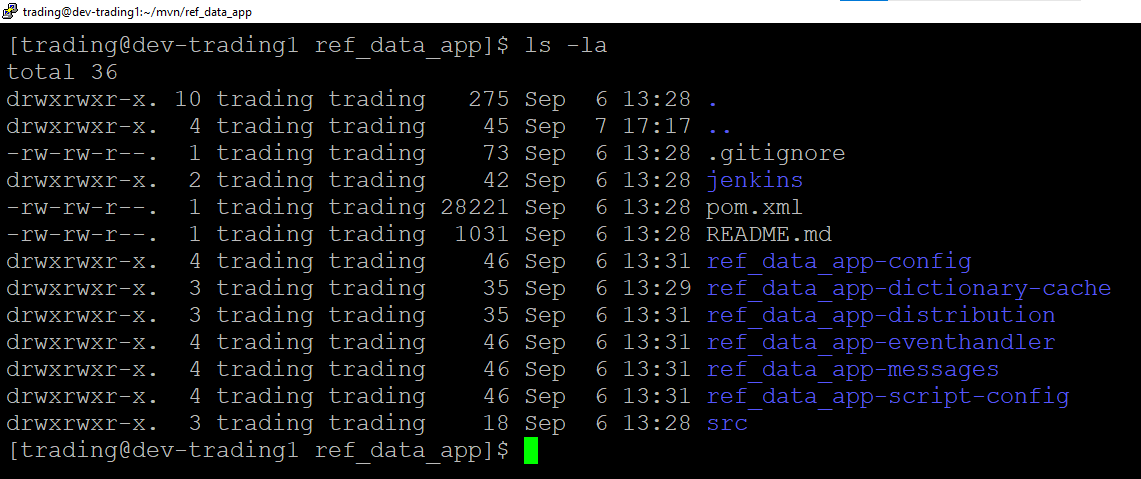 trading@dev-trading1:~/mvn/ref_data_app
[trading@dev-trading1 ref_data_app]$ ls -la
total 36
drwxrwxr-x. 10 trading trading   275 Sep  6 13:28 .
drwxrwxr-x.  4 trading trading    45 Sep  7 17:17 ..
-rw-rw-r--.  1 trading trading    73 Sep  6 13:28 .gitignore
drwxrwxr-x.  2 trading trading    42 Sep  6 13:28 jenkins
-rw-rw-r--.  1 trading trading 28221 Sep  6 13:28 pom.xml
-rw-rw-r--.  1 trading trading  1031 Sep  6 13:28 README.md
drwxrwxr-x.  4 trading trading    46 Sep  6 13:31 ref_data_app-config
drwxrwxr-x.  3 trading trading    35 Sep  6 13:29 ref_data_app-dictionary-cache
drwxrwxr-x.  3 trading trading    35 Sep  6 13:31 ref_data_app-distribution
drwxrwxr-x.  4 trading trading    46 Sep  6 13:31 ref_data_app-eventhandler
drwxrwxr-x.  4 trading trading    46 Sep  6 13:31 ref_data_app-messages
drwxrwxr-x.  4 trading trading    46 Sep  6 13:31 ref_data_app-script-config
drwxrwxr-x.  3 trading trading    18 Sep  6 13:28 src
[trading@dev-trading1 ref_data_app]$